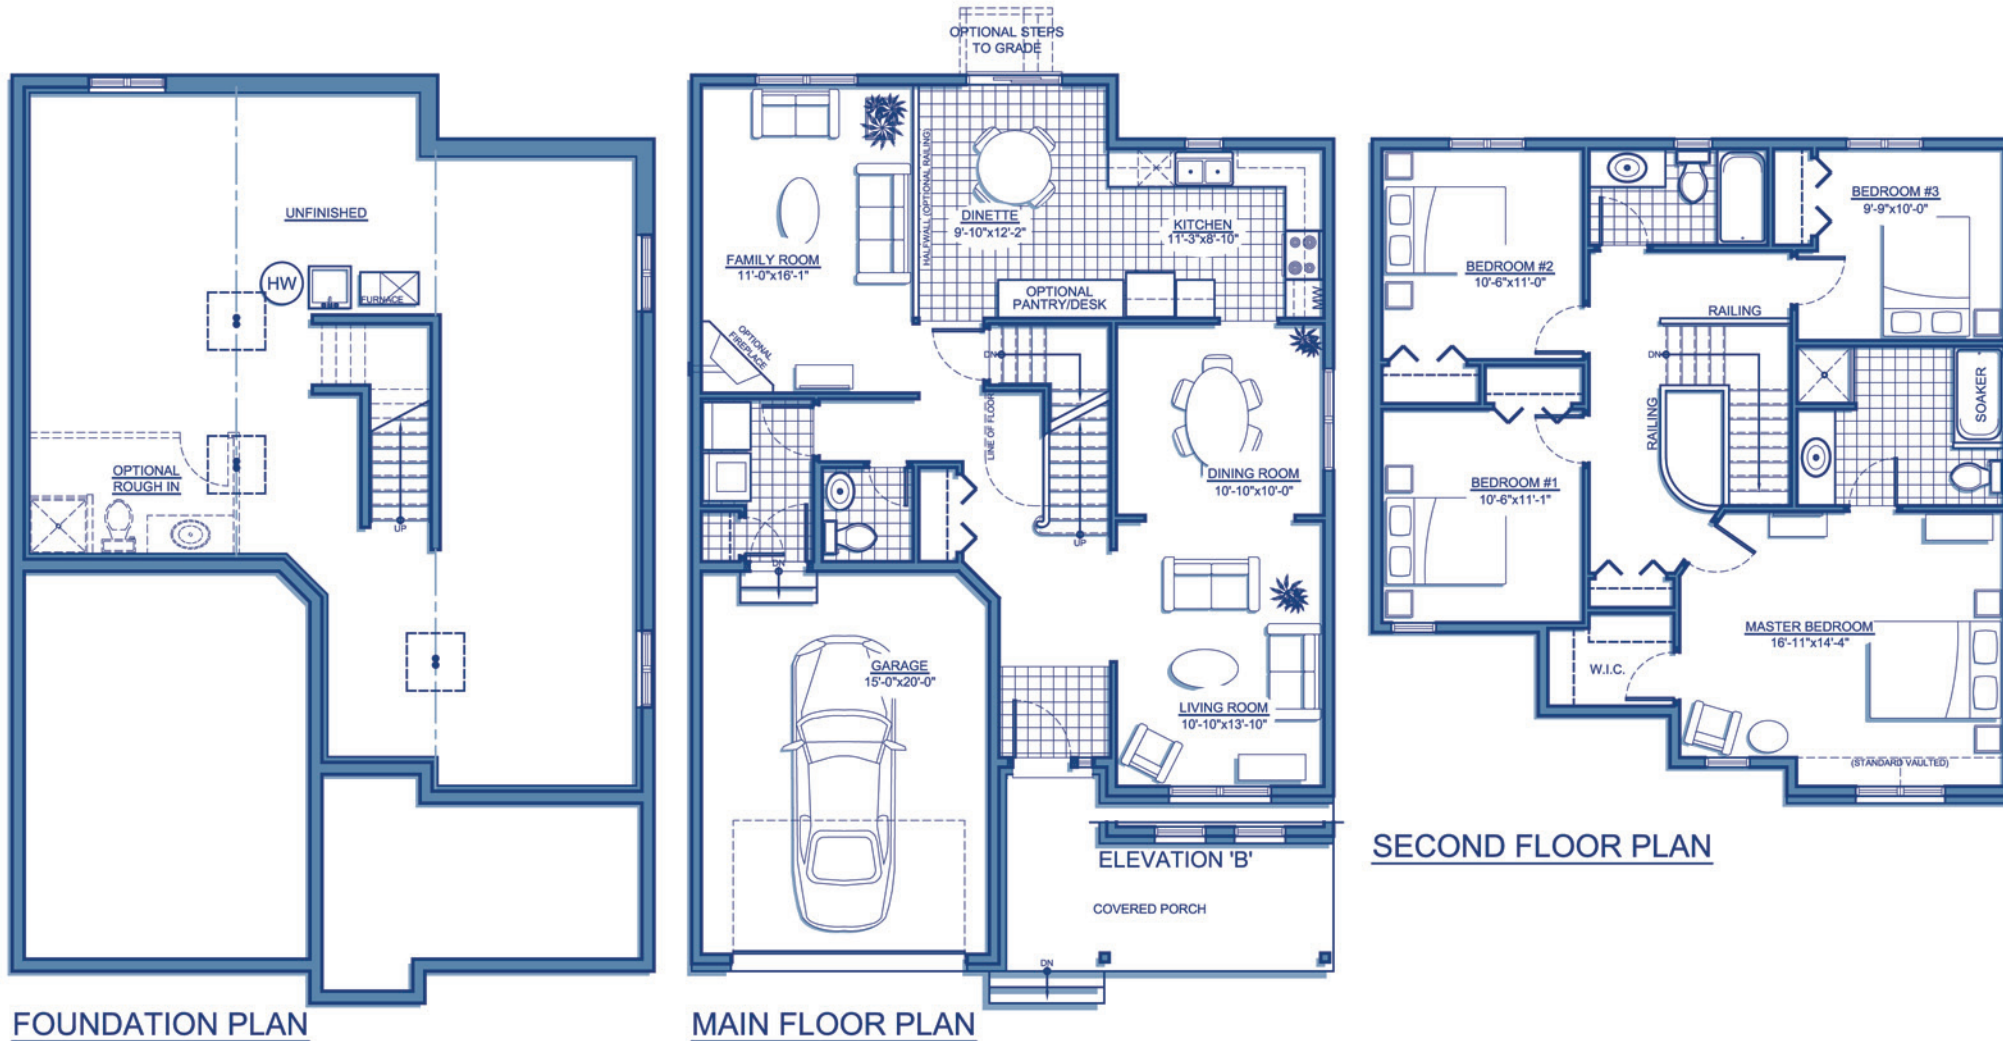 UNFINISHED
HW
FURNACE
OPTIONAL
ROUGH IN
UP
FOUNDATION PLAN
OPTIONAL STEPS
TO GRADE
HALFWALL (OPTIONAL RAILING)
DINETTE
9'-10"x12'-2"
KITCHEN
11'-3"x8'-10"
FAMILY ROOM
11'-0"x16'-1"
OPTIONAL
PANTRY/DESK
MW
OPTIONAL
FIREPLACE
DN
LINE OF FLOOR
DINING ROOM
10'-10"x10'-0"
UP
DN
GARAGE
15'-0"x20'-0"
LIVING ROOM
10'-10"x13'-10"
ELEVATION 'B'
COVERED PORCH
DN
MAIN FLOOR PLAN
BEDROOM #3
9'-9"x10'-0"
BEDROOM #2
10'-6"x11'-0"
RAILING
DN
RAILING
SOAKER
BEDROOM #1
10'-6"x11'-1"
MASTER BEDROOM
16'-11"x14'-4"
W.I.C.
(STANDARD VAULTED)
SECOND FLOOR PLAN